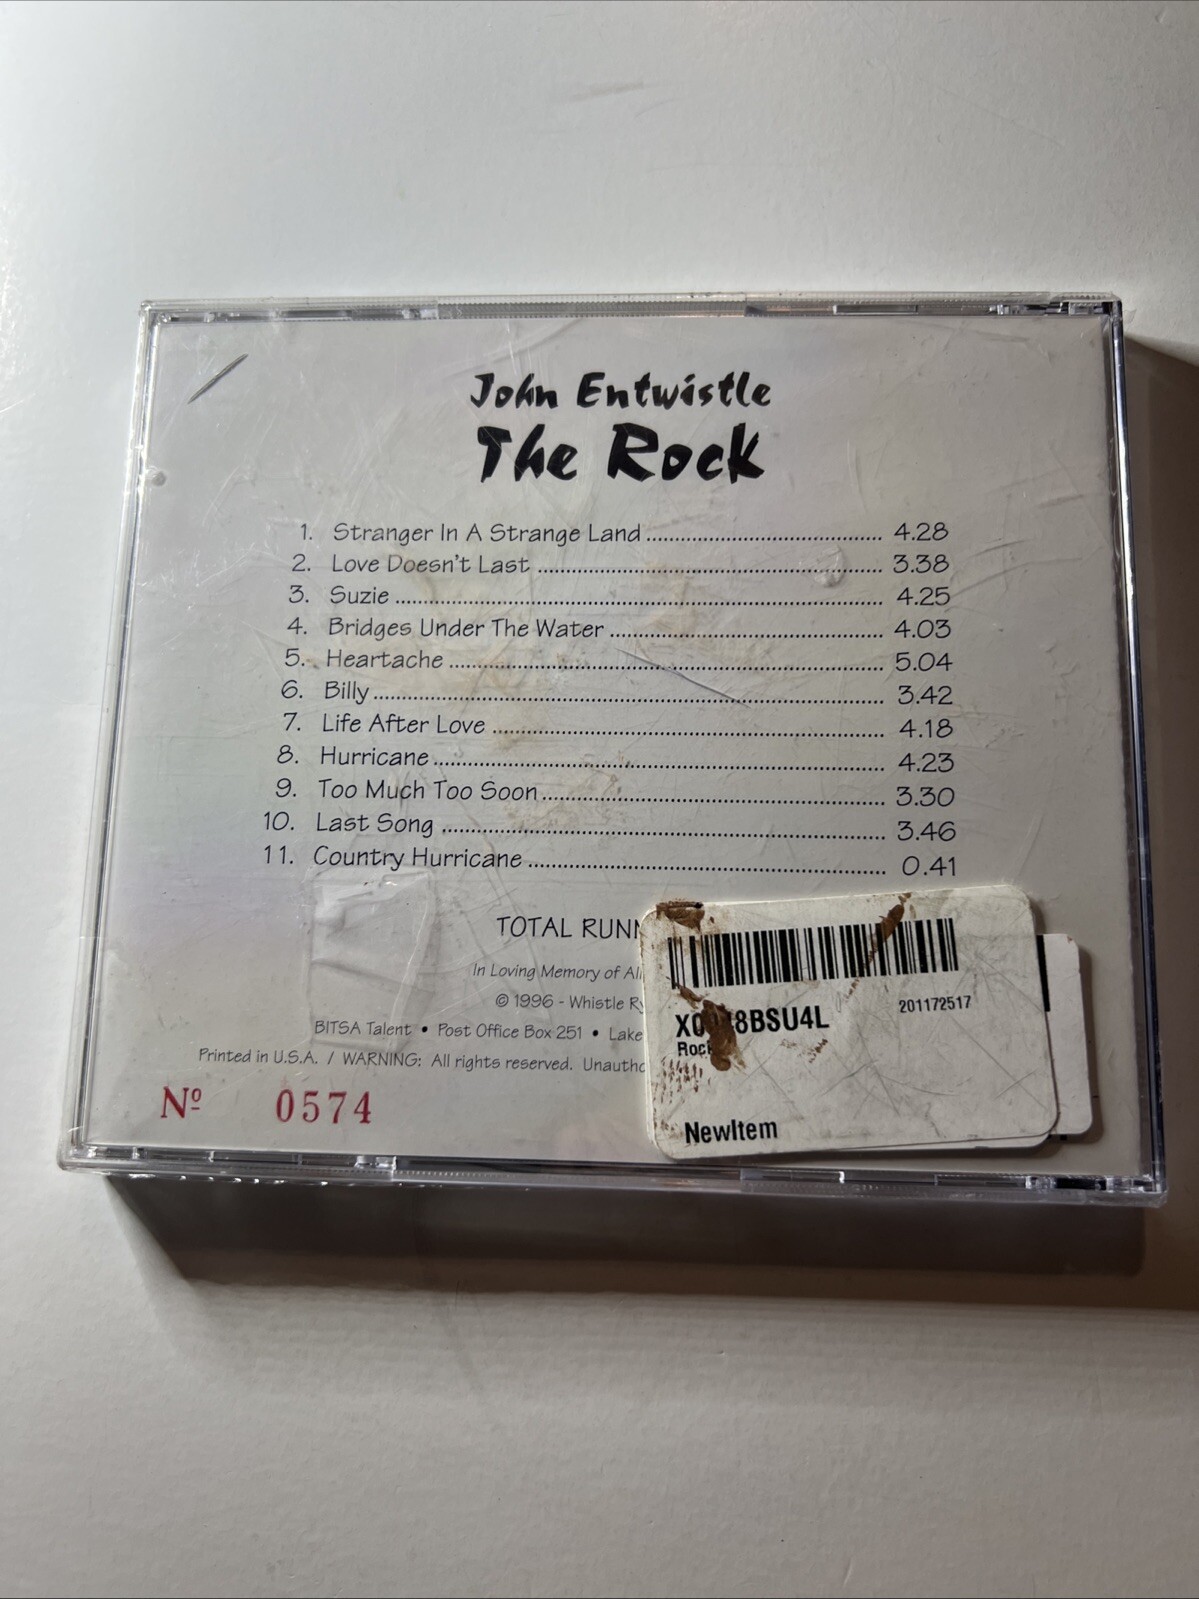 John Entwistle
The Rock
1. Stranger In A Strange Land 4.28
2. Love Doesn't Last 3.38
3. Suzie 4.25
4. Bridges Under The Water 4.03
5. Heartache 5.04
6. Billy 3.42
7. Life After Love 4.18
8. Hurricane 4.23
9. Too Much Too Soon 3.30
10. Last Song 3.46
11. Country Hurricane 0.41
TOTAL
In Loving Memory of
© 1996 - Whistle
BITSA Talent • Post Office Box 251 • Lake
Printed in U.S.A. / WARNING: All rights reserved.
Nº 0574
201172517
Rock
NewItem